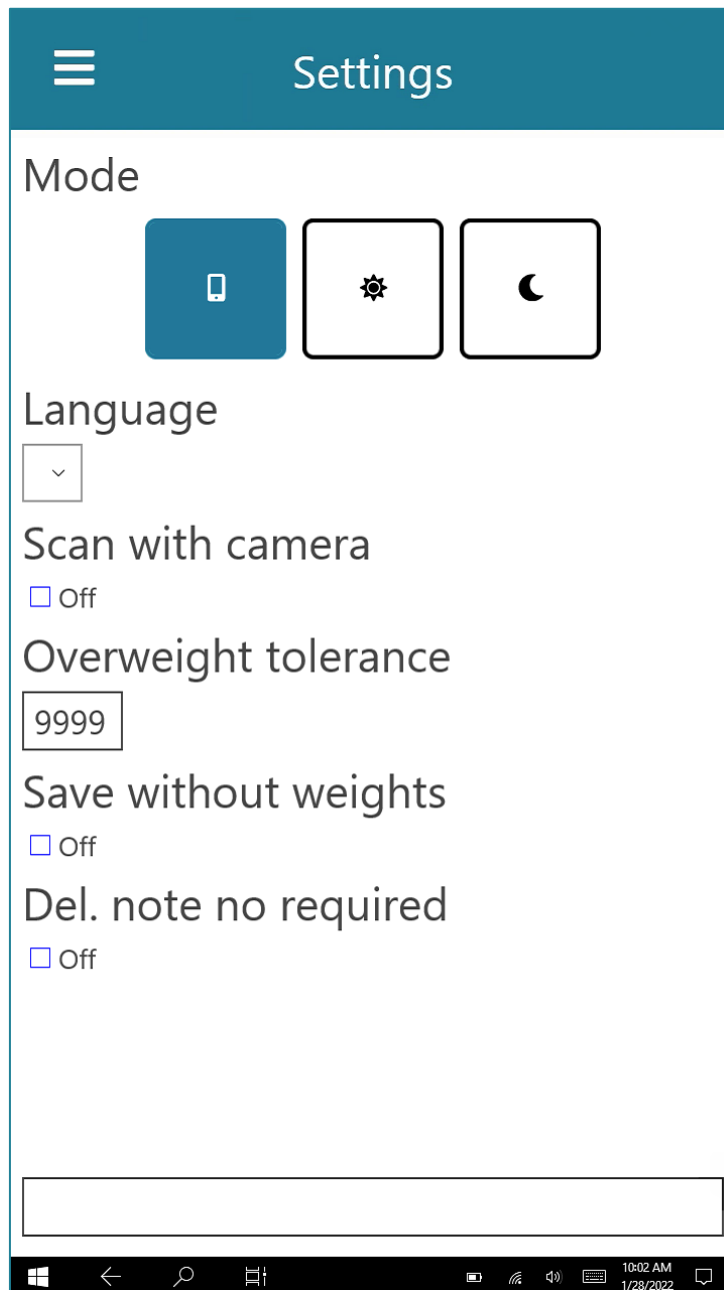 Settings
Mode
Language
Scan with camera
Off
Overweight tolerance
9999
Save without weights
Off
Del. note no required
Off
10:02 AM
1/28/2022